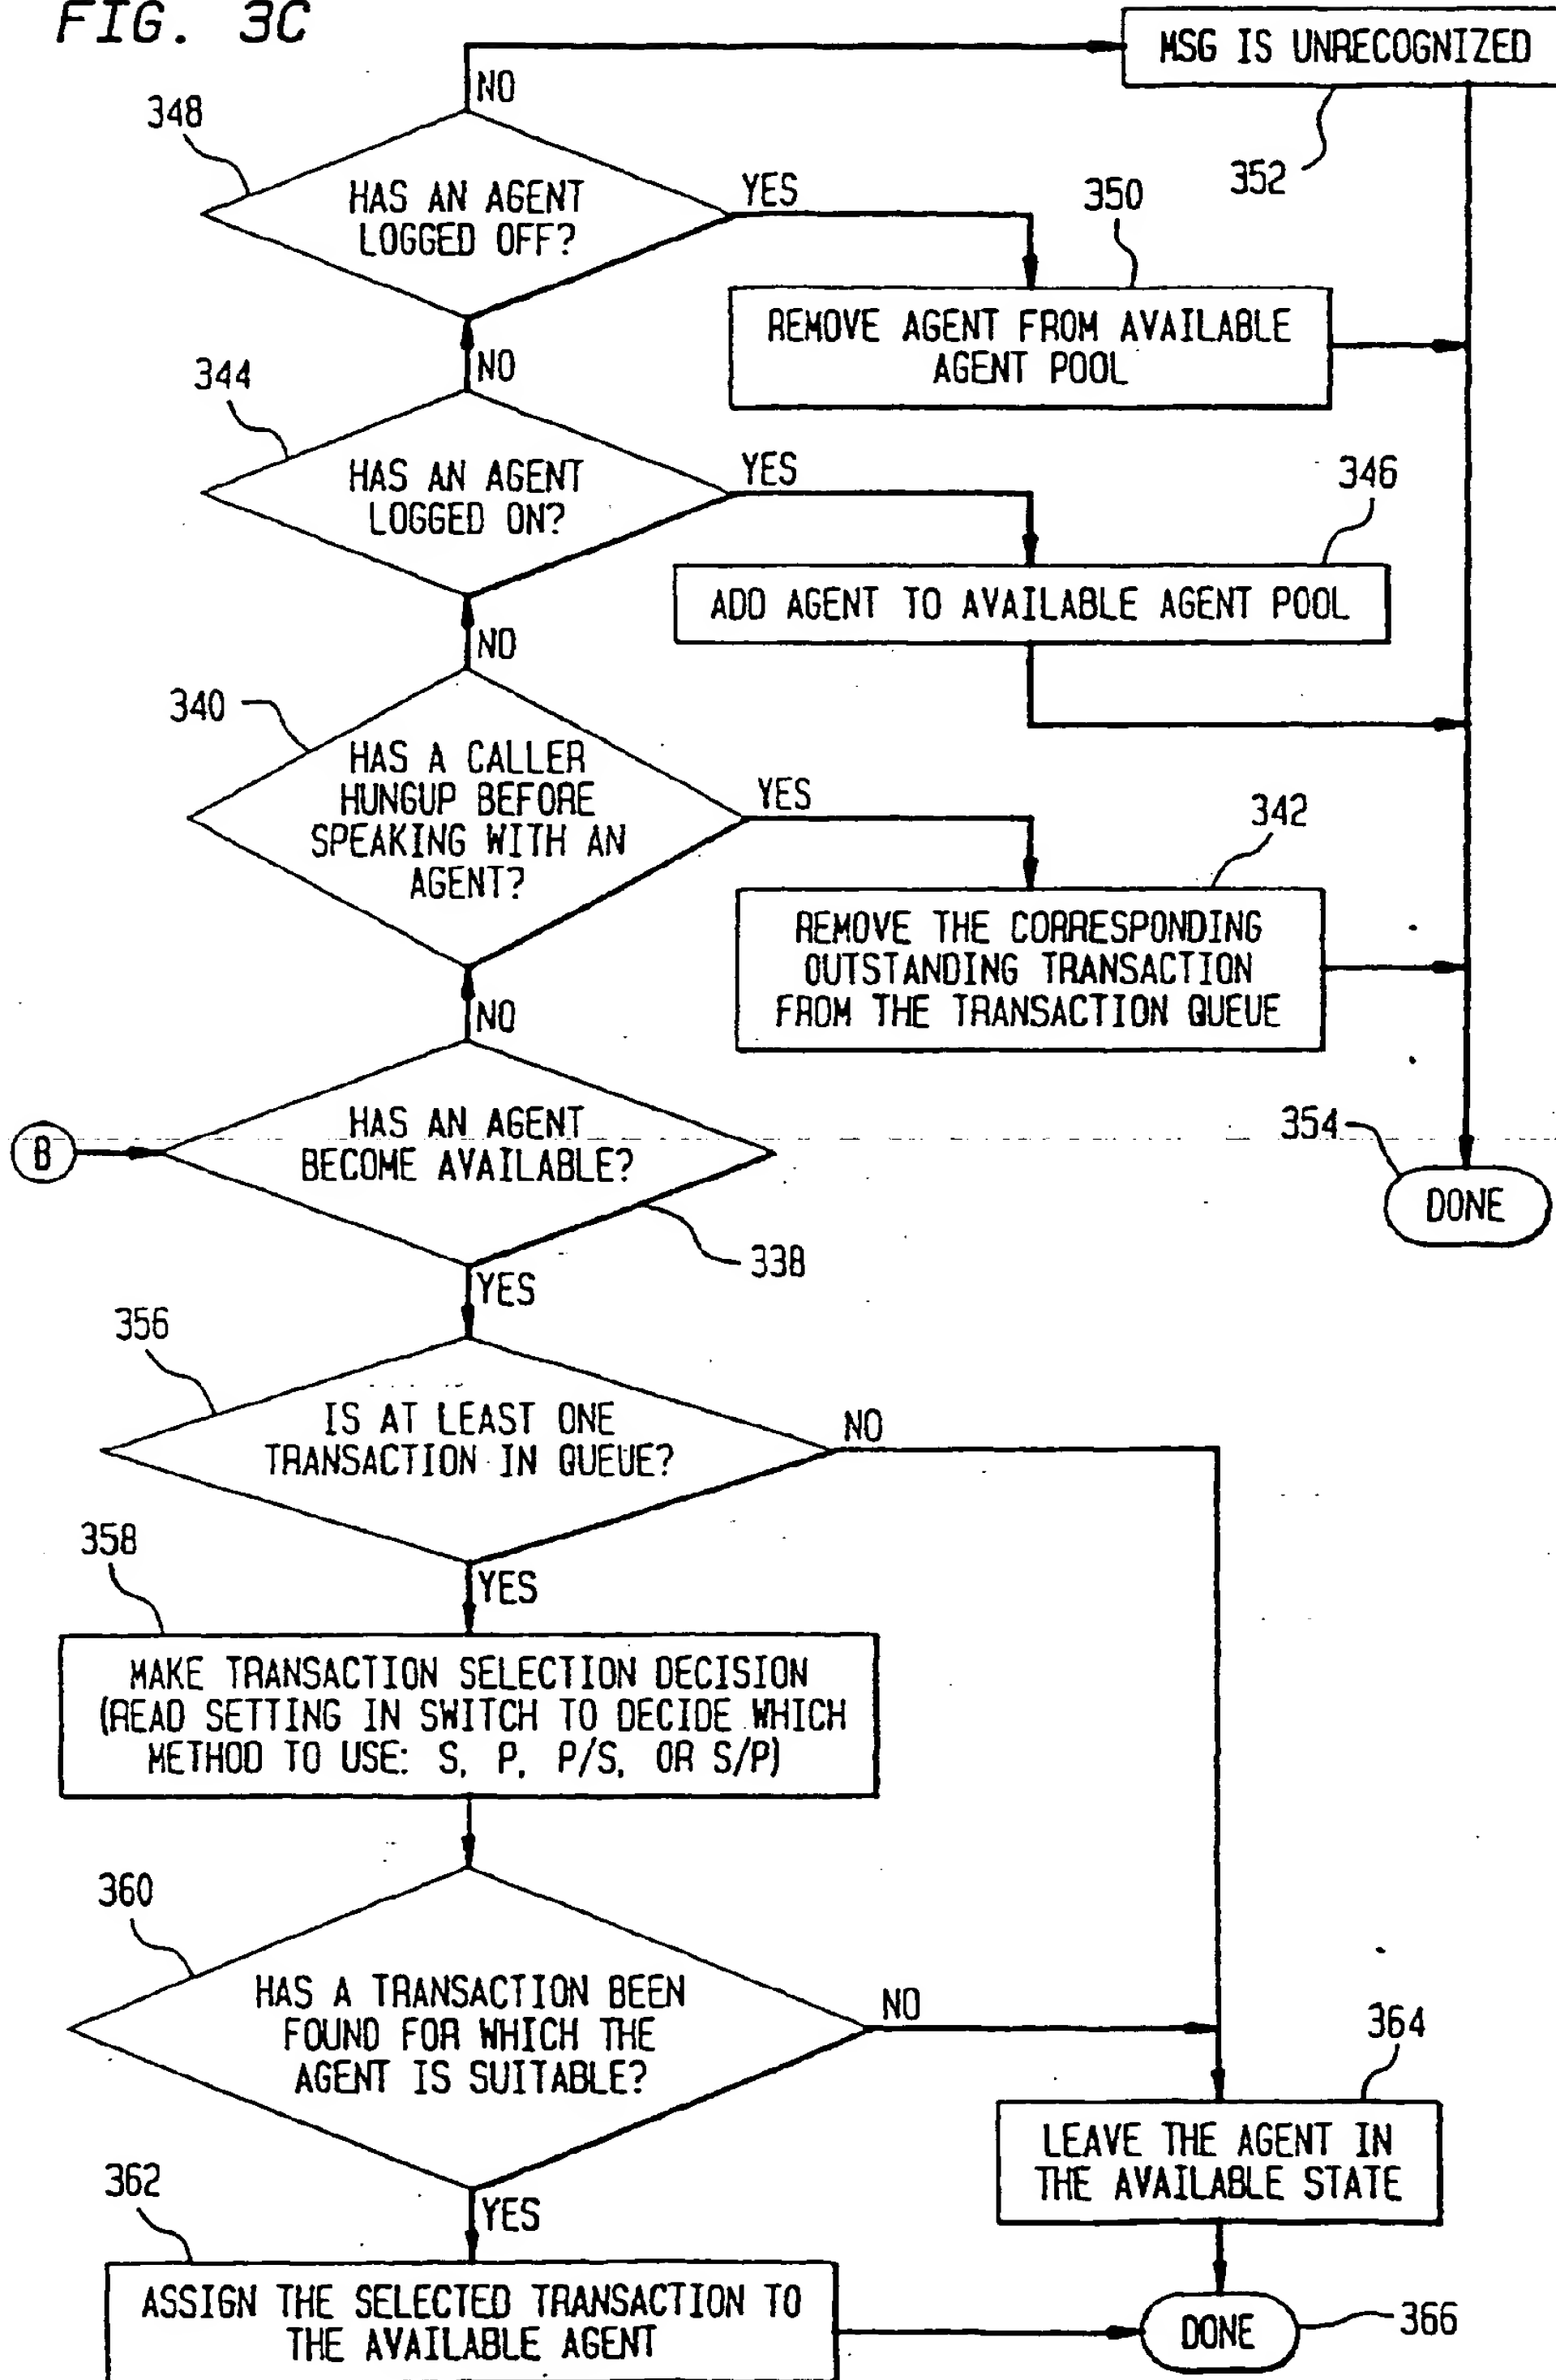 FIG. 3C
MSG IS UNRECOGNIZED
NO
348
352
HAS AN AGENT
LOGGED OFF?
YES
350
REMOVE AGENT FROM AVAILABLE
AGENT POOL
NO
344
HAS AN AGENT
LOGGED ON?
YES
346
ADD AGENT TO AVAILABLE AGENT POOL
NO
340
HAS A CALLER
HUNGUP BEFORE
SPEAKING WITH AN
AGENT?
YES
342
REMOVE THE CORRESPONDING
OUTSTANDING TRANSACTION
FROM THE TRANSACTION QUEUE
NO
B
HAS AN AGENT
BECOME AVAILABLE?
354
DONE
338
YES
356
IS AT LEAST ONE
TRANSACTION IN QUEUE?
NO
358
YES
MAKE TRANSACTION SELECTION DECISION
(READ SETTING IN SWITCH TO DECIDE WHICH
METHOD TO USE: S, P, P/S, OR S/P)
360
HAS A TRANSACTION BEEN
FOUND FOR WHICH THE
AGENT IS SUITABLE?
NO
364
LEAVE THE AGENT IN
THE AVAILABLE STATE
362
YES
ASSIGN THE SELECTED TRANSACTION TO
THE AVAILABLE AGENT
DONE
366